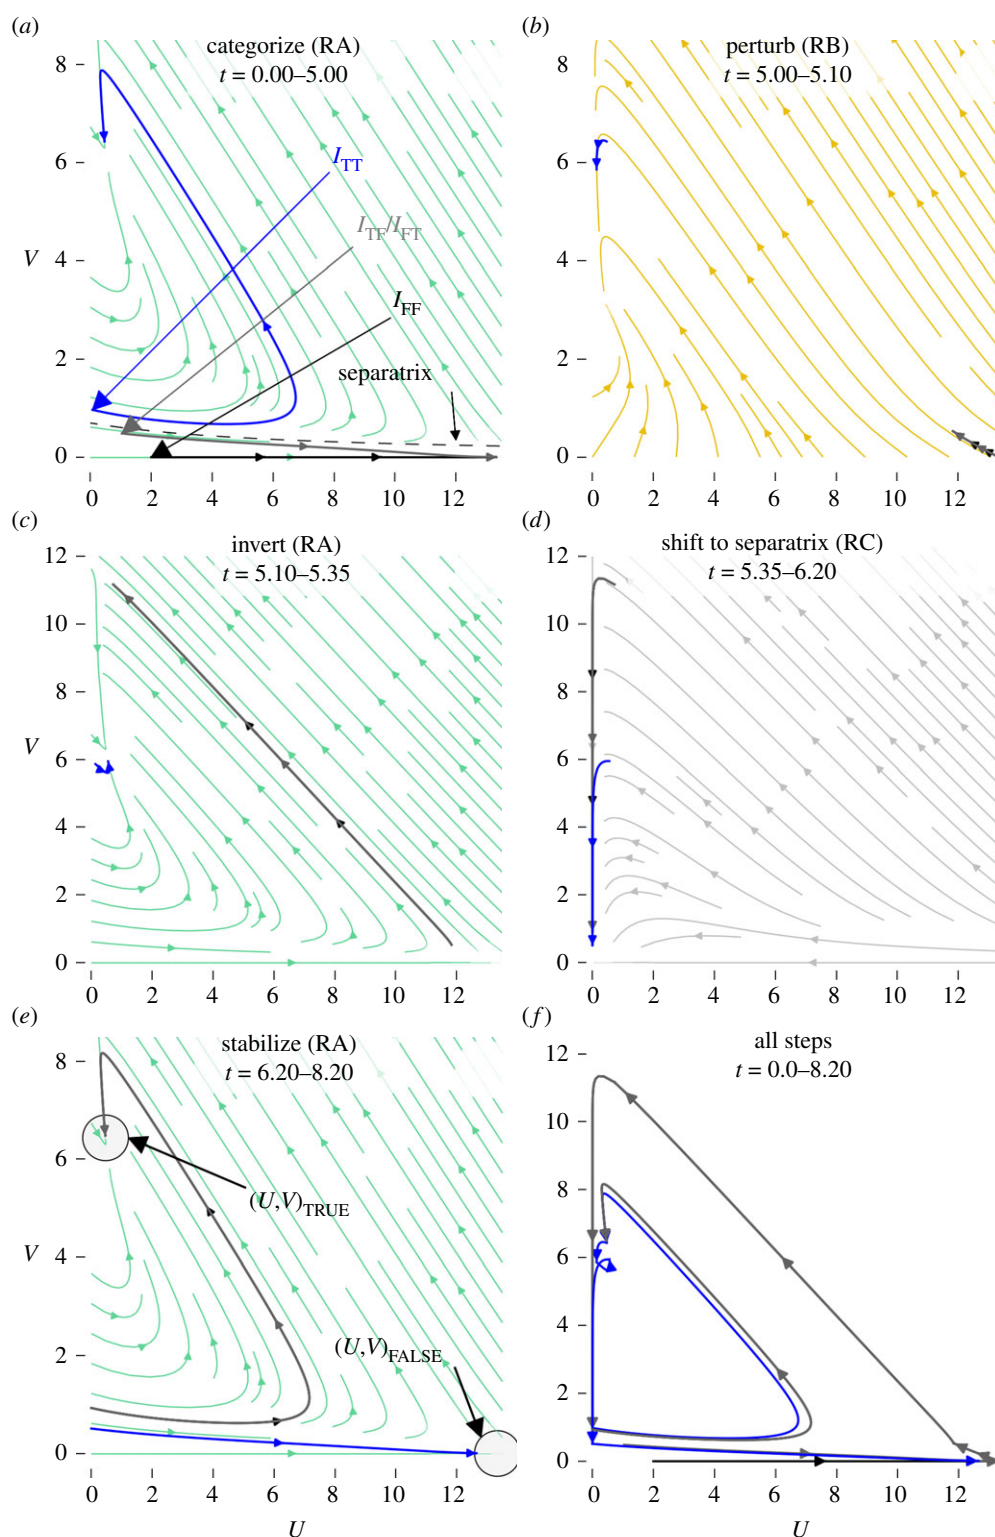 (a)
categorize (RA)
t = 0.00–5.00
8
6
4
2
0
V
I_TT
I_TF/I_FT
I_FF
separatrix
0 2 4 6 8 10 12
(b)
perturb (RB)
t = 5.00–5.10
8
6
4
2
0
0 2 4 6 8 10 12
(c)
invert (RA)
t = 5.10–5.35
12
10
8
6
4
2
0
V
0 2 4 6 8 10 12
(d)
shift to separatrix (RC)
t = 5.35–6.20
12
10
8
6
4
2
0
0 2 4 6 8 10 12
(e)
stabilize (RA)
t = 6.20–8.20
8
6
4
2
0
V
(U,V)TRUE
(U,V)FALSE
0 2 4 6 8 10 12
U
(f)
all steps
t = 0.0–8.20
12
10
8
6
4
2
0
0 2 4 6 8 10 12
U